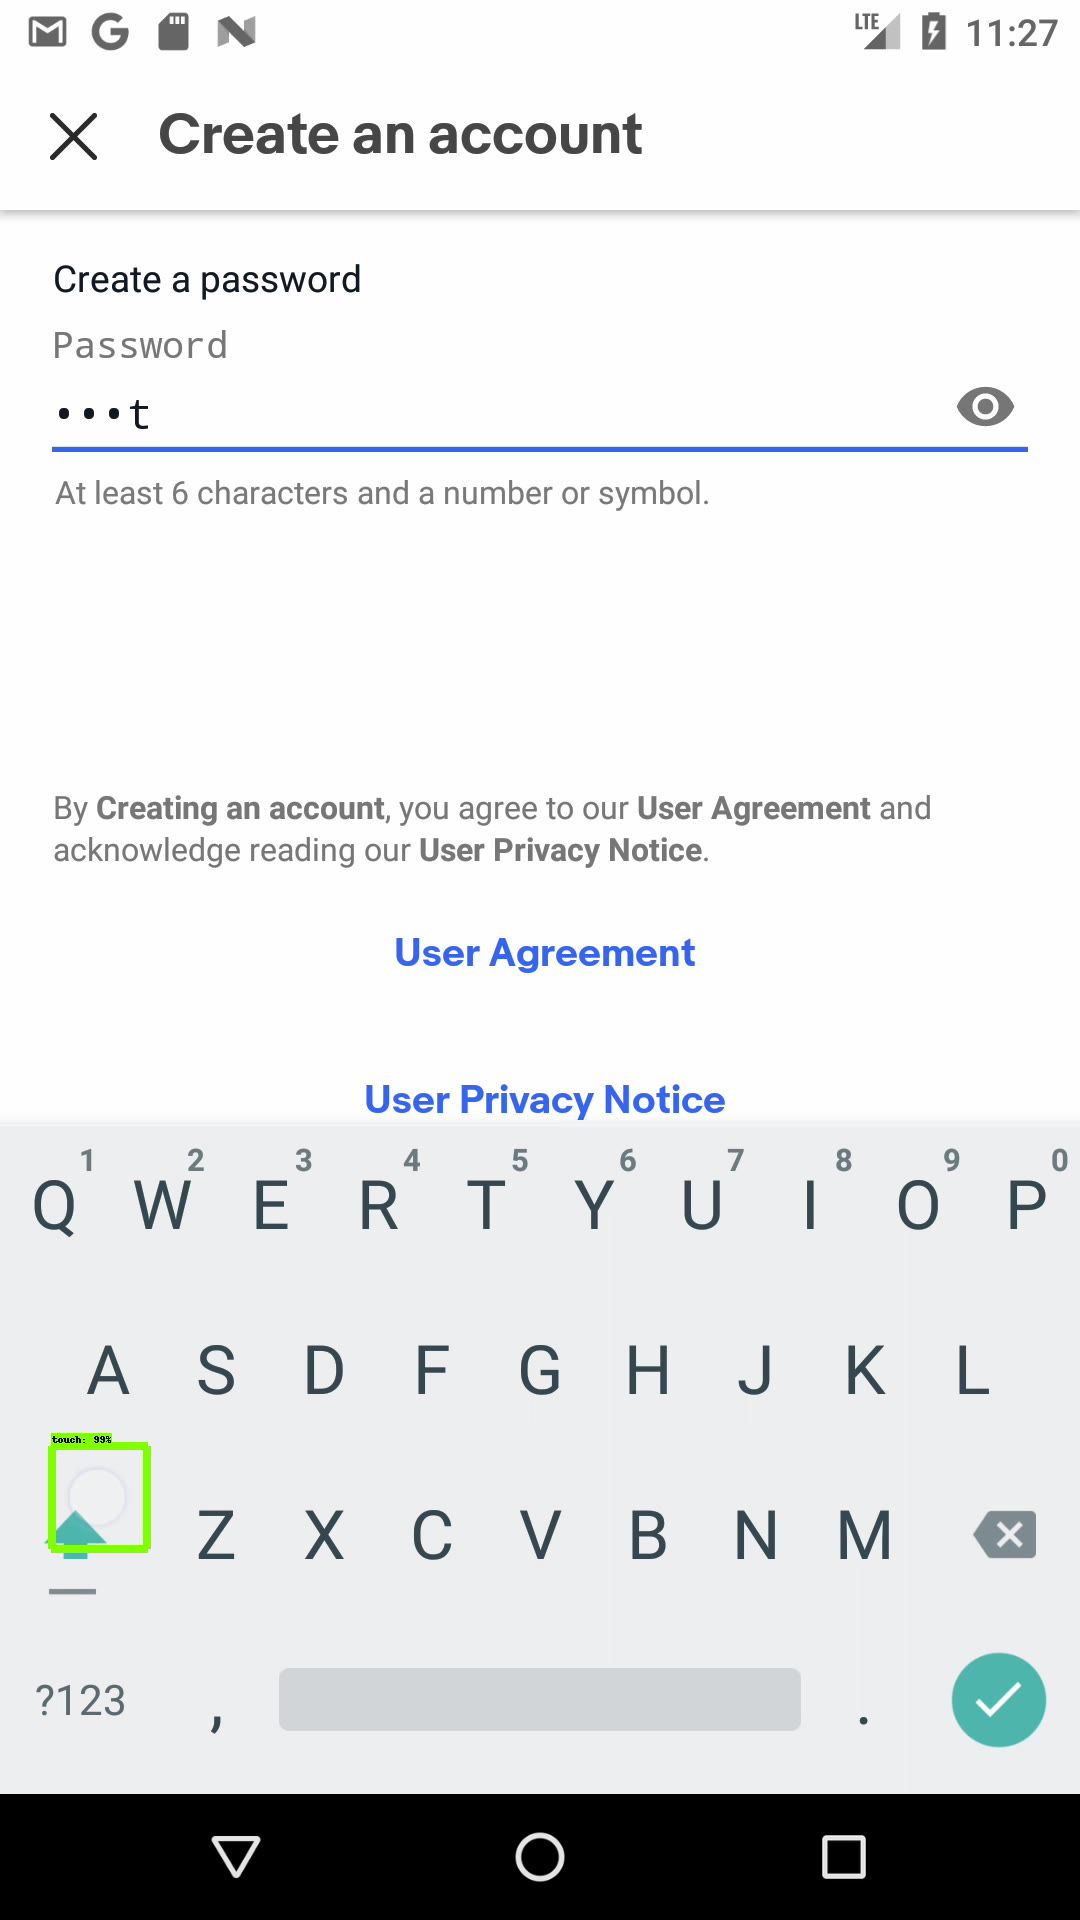 LTE 11:27
Create an account
Create a password
Password
•••t
At least 6 characters and a number or symbol.
By Creating an account, you agree to our User Agreement and
acknowledge reading our User Privacy Notice.
User Agreement
User Privacy Notice
1 2 3 4 5 6 7 8 9 0
Q W E R T Y U I O P
A S D F G H J K L
touch: 99%
Z X C V B N M
?123 , .